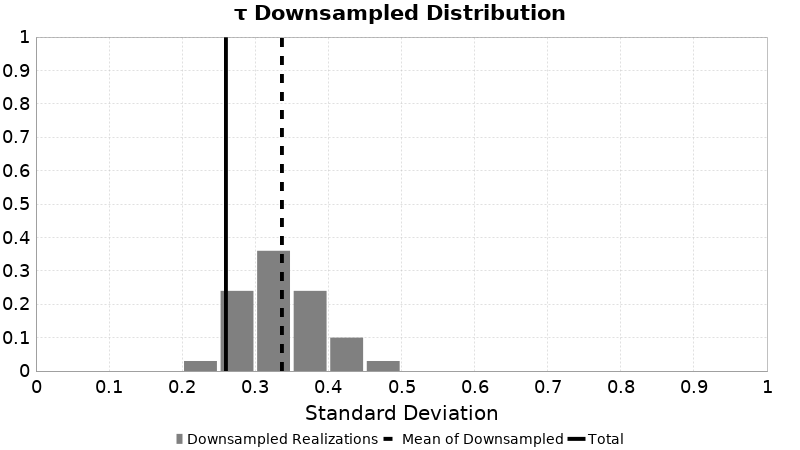 τ Downsampled Distribution
1
0.9
0.8
0.7
0.6
0.5
0.4
0.3
0.2
0.1
0
0 0.1 0.2 0.3 0.4 0.5 0.6 0.7 0.8 0.9 1
Standard Deviation
Downsampled Realizations Mean of Downsampled Total